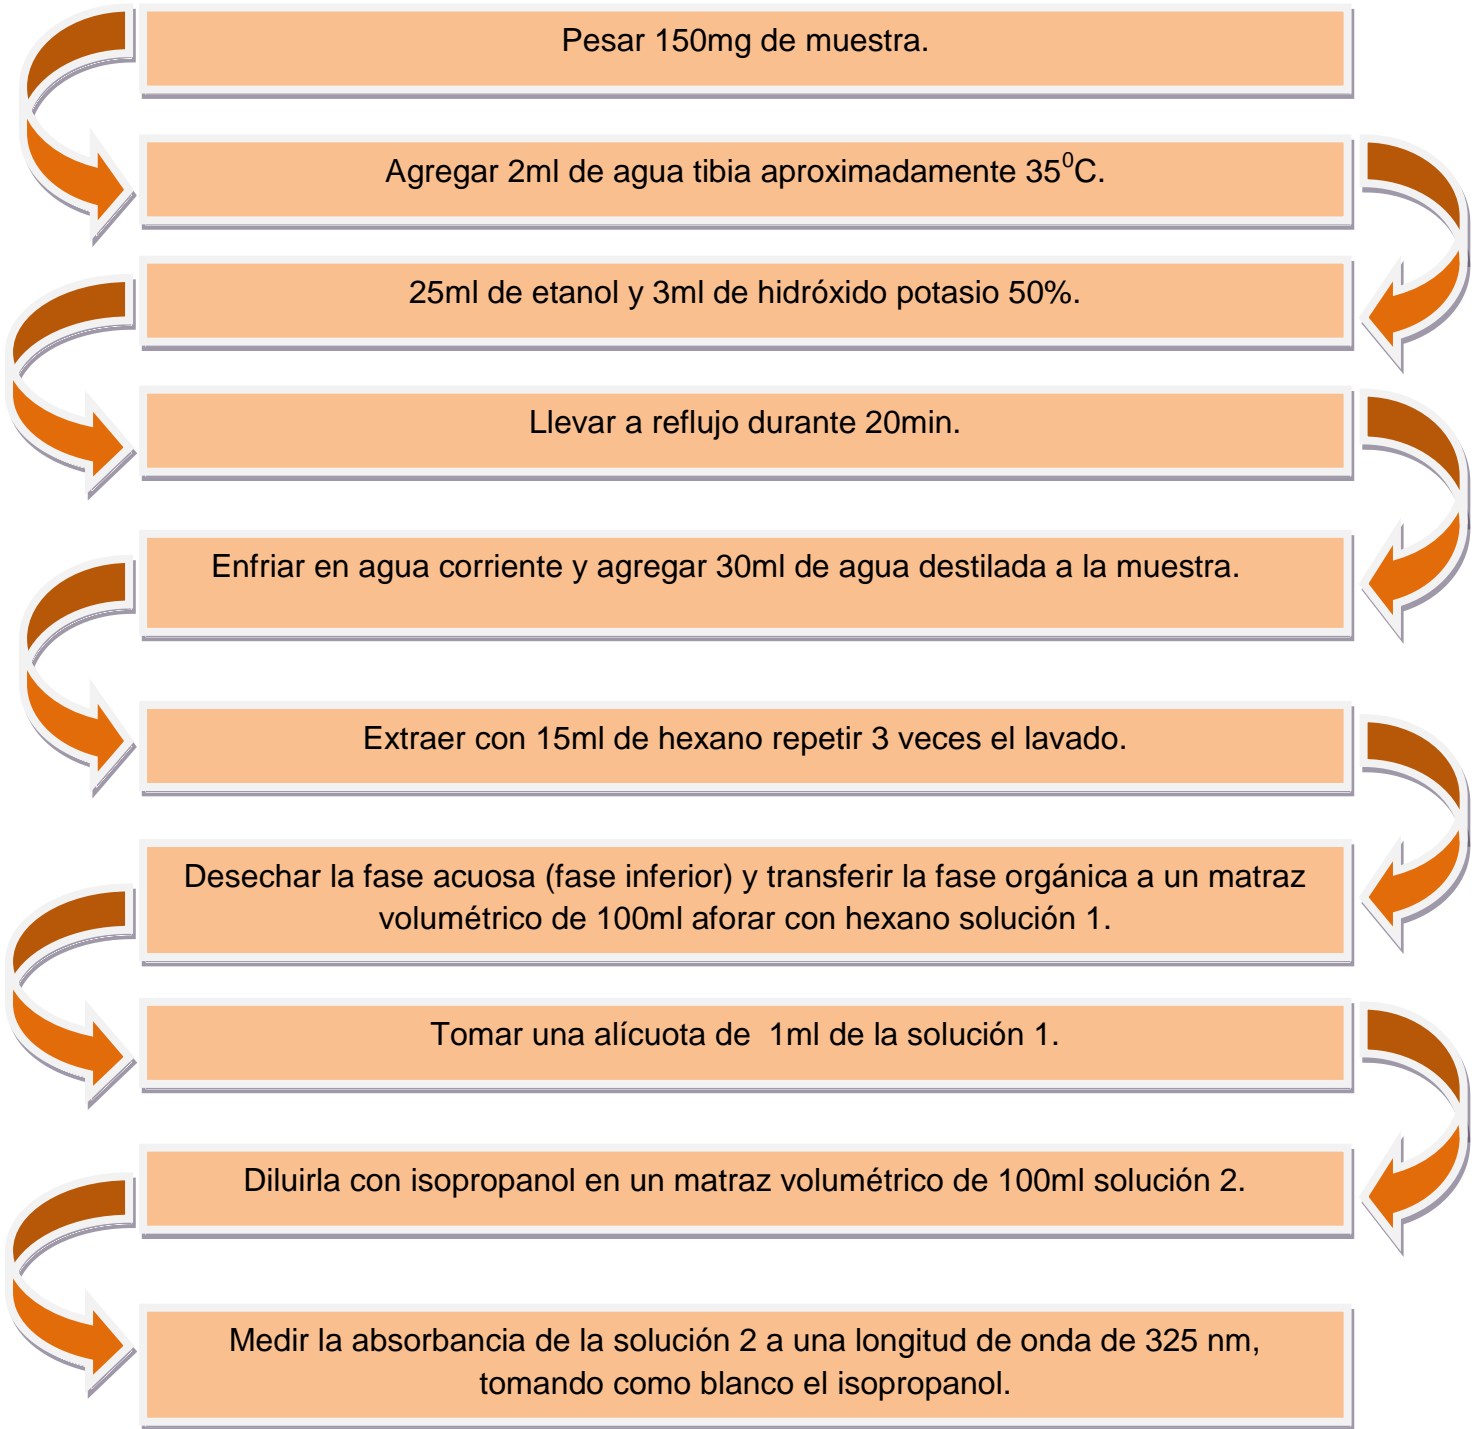 Pesar 150mg de muestra.
Agregar 2ml de agua tibia aproximadamente 35⁰C.
25ml de etanol y 3ml de hidróxido potasio 50%.
Llevar a reflujo durante 20min.
Enfriar en agua corriente y agregar 30ml de agua destilada a la muestra.
Extraer con 15ml de hexano repetir 3 veces el lavado.
Desechar la fase acuosa (fase inferior) y transferir la fase orgánica a un matraz
volumétrico de 100ml aforar con hexano solución 1.
Tomar una alícuota de  1ml de la solución 1.
Diluirla con isopropanol en un matraz volumétrico de 100ml solución 2.
Medir la absorbancia de la solución 2 a una longitud de onda de 325 nm,
tomando como blanco el isopropanol.